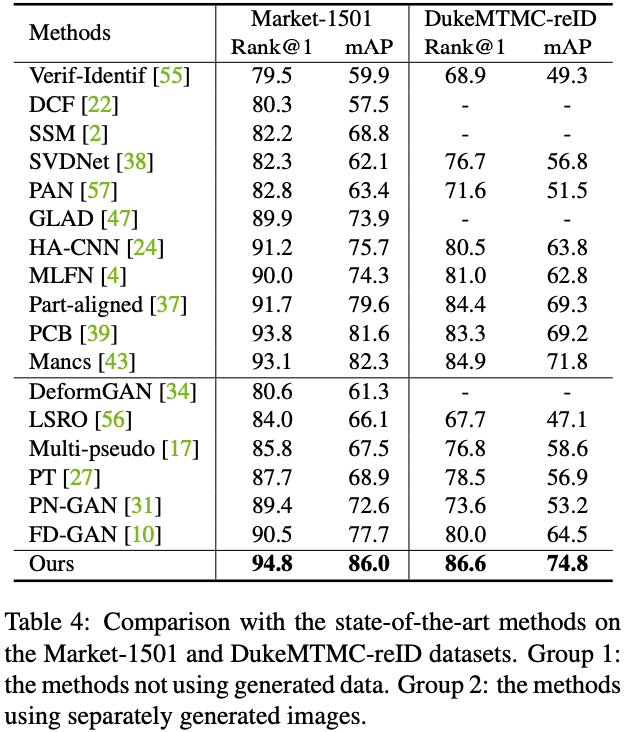 Methods Market-1501 DukeMTMC-reID
Rank@1 mAP Rank@1 mAP
Verif-Identif [55] 79.5 59.9 68.9 49.3
DCF [22] 80.3 57.5 - -
SSM [2] 82.2 68.8 - -
SVDNet [38] 82.3 62.1 76.7 56.8
PAN [57] 82.8 63.4 71.6 51.5
GLAD [47] 89.9 73.9 - -
HA-CNN [24] 91.2 75.7 80.5 63.8
MLFN [4] 90.0 74.3 81.0 62.8
Part-aligned [37] 91.7 79.6 84.4 69.3
PCB [39] 93.8 81.6 83.3 69.2
Mancs [43] 93.1 82.3 84.9 71.8
DeformGAN [34] 80.6 61.3 - -
LSRO [56] 84.0 66.1 67.7 47.1
Multi-pseudo [17] 85.8 67.5 76.8 58.6
PT [27] 87.7 68.9 78.5 56.9
PN-GAN [31] 89.4 72.6 73.6 53.2
FD-GAN [10] 90.5 77.7 80.0 64.5
Ours 94.8 86.0 86.6 74.8
Table 4: Comparison with the state-of-the-art methods on
the Market-1501 and DukeMTMC-reID datasets. Group 1:
the methods not using generated data. Group 2: the methods
using separately generated images.